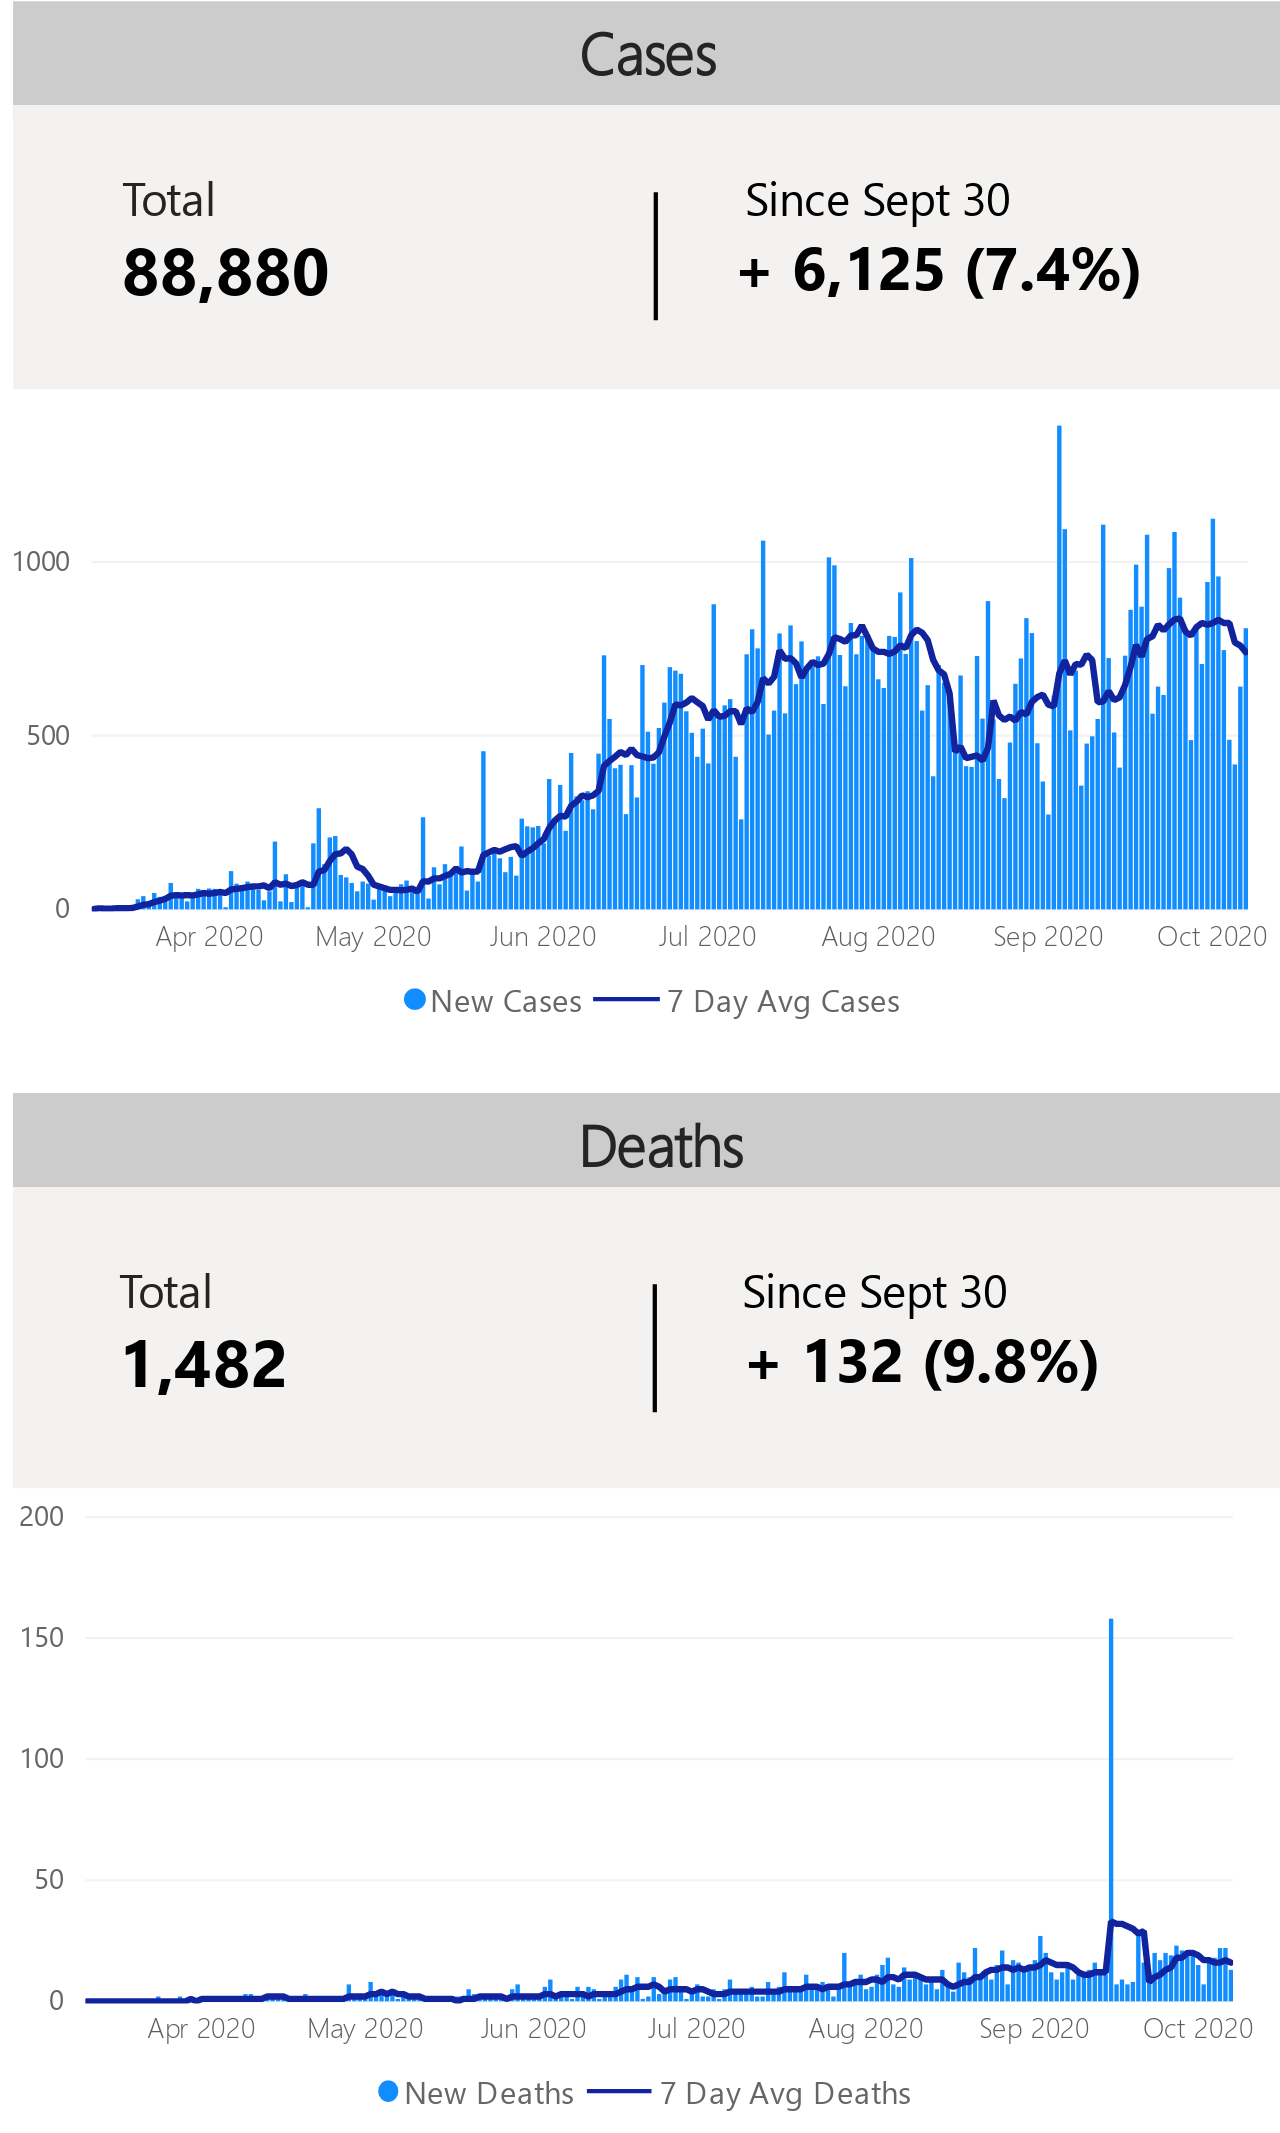 Cases
Total
Since Sept 30
88,880
+ 6,125 (7.4%)
1000
500
0
Apr 2020 May 2020 Jun 2020 Jul 2020 Aug 2020 Sep 2020 Oct 2020
New Cases 7 Day Avg Cases
Deaths
Total
Since Sept 30
1,482
+ 132 (9.8%)
200
150
100
50
0
Apr 2020 May 2020 Jun 2020 Jul 2020 Aug 2020 Sep 2020 Oct 2020
New Deaths 7 Day Avg Deaths